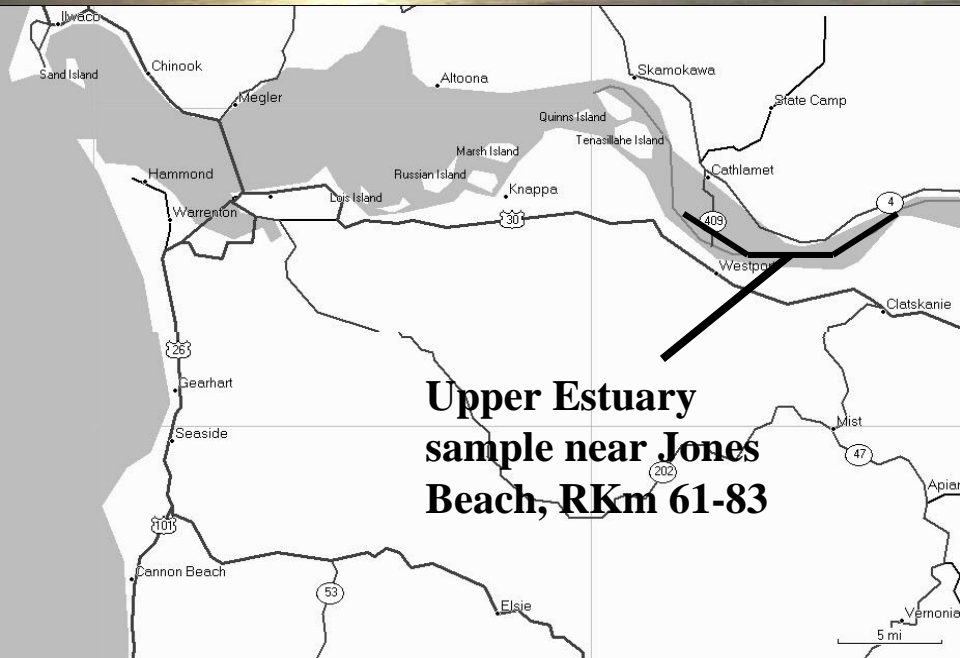 Ilwaco
Chinook
Sand Island
Megler
Altoona
Skamokawa
State Camp
Quinns Island
Tenasillahe Island
Marsh Island
Cathlamet
Hammond
Russian Island
Knappa
Lois Island
4
Warrenton
30
409
Westport
Clatskanie
26
Gearhart
Upper Estuary
sample near Jones
Beach, RKm 61-83
Mist
Seaside
47
202
Apiar
101
Cannon Beach
53
Elsie
Vernonia
5 mi